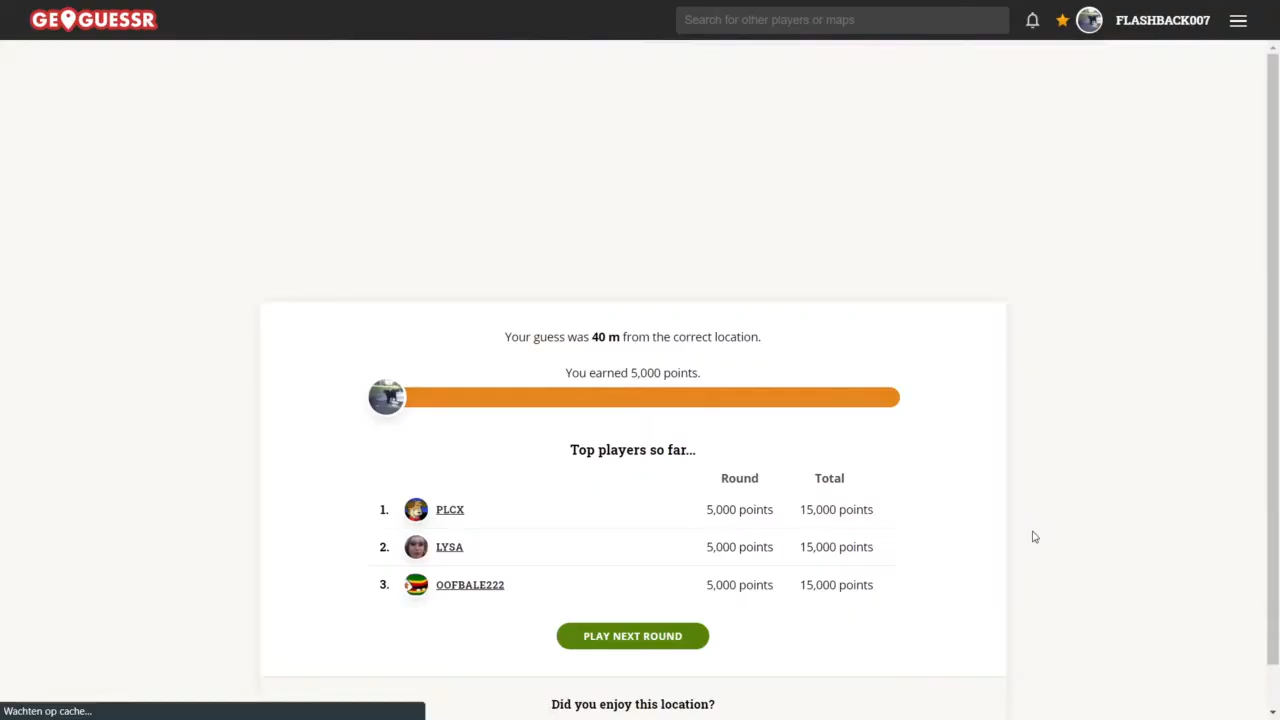 GEOGUESSR
Search for other players or maps
FLASHBACK007
Your guess was 40 m from the correct location.
You earned 5,000 points.
Top players so far...
Round Total
1. PLCX 5,000 points 15,000 points
2. LYSA 5,000 points 15,000 points
3. OOFBALE222 5,000 points 15,000 points
PLAY NEXT ROUND
Did you enjoy this location?
Wachten op cache...